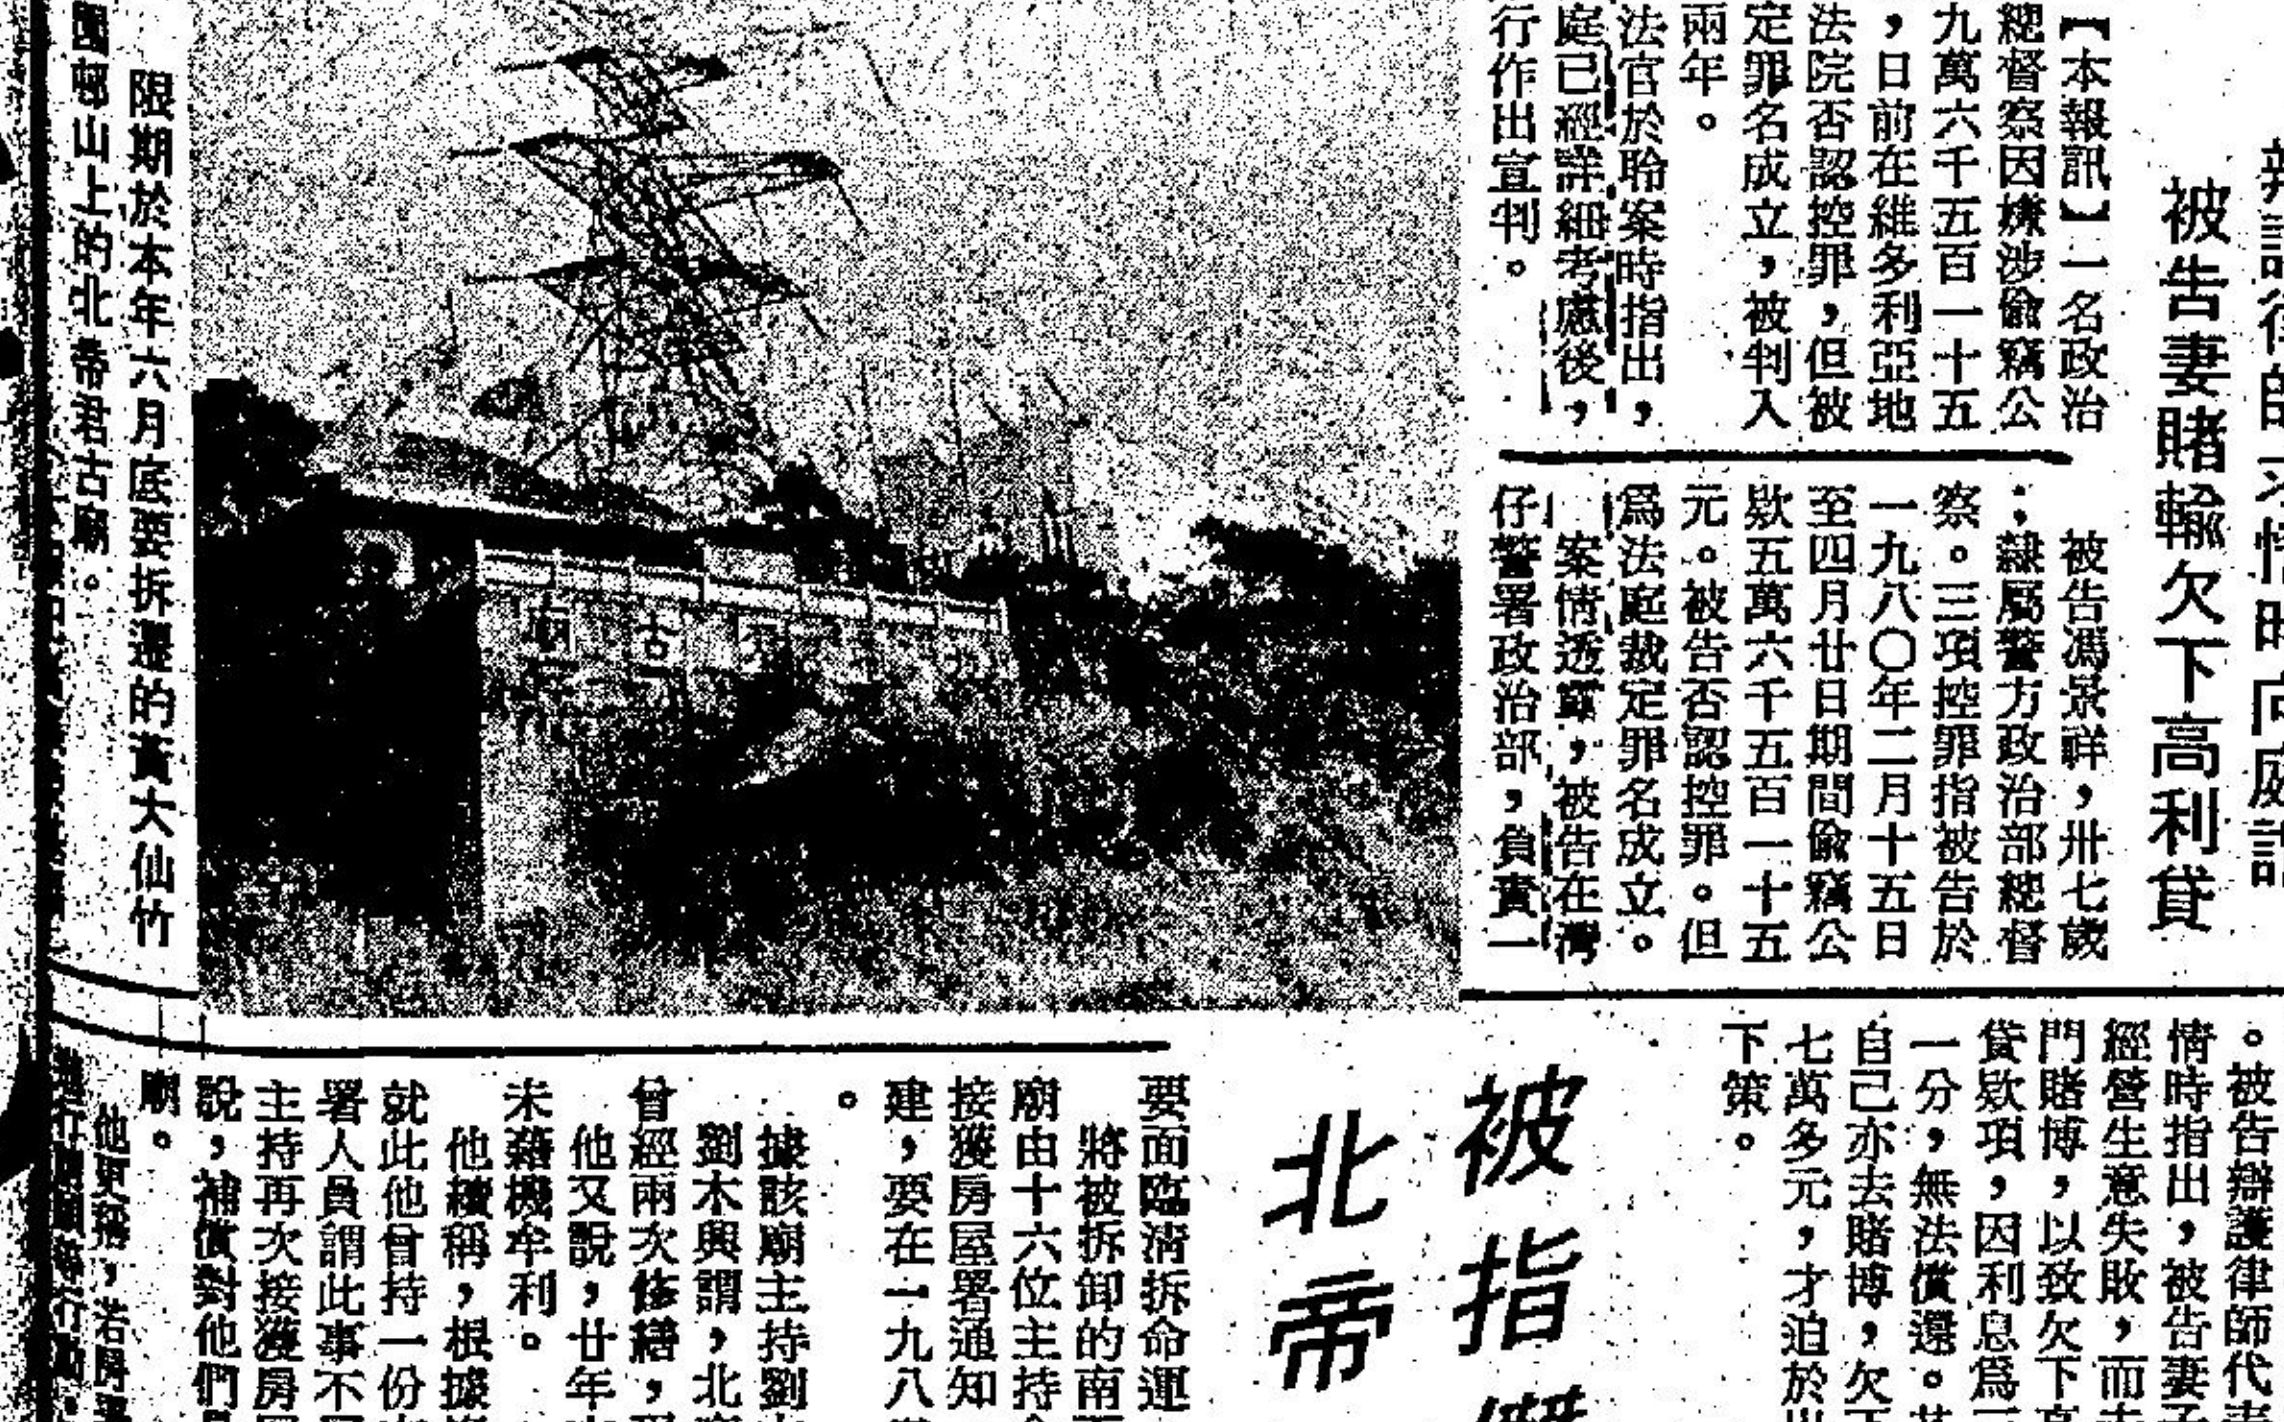 被告妻賭輸欠下高利貸
【本報訊】一名政治
總督察因嫌涉偷竊公
九萬六千五百一十五
，日前在維多利亞地
法院否認控罪，但被
定罪名成立，被判入
兩年。
法官於聆案時指出，
庭已經詳細考慮後，
行作出宣判。
被告馮景祥，卅七歲
：隸屬警方政治部總督
察。三項控罪指被告於
一九八〇年二月十五日
至四月廿日期間偷竊公
欵五萬六千五百一十五
元。被告否認控罪。但
爲法庭裁定罪名成立。
案情透露，被告在灣
仔警署政治部，負責一
。被告辯護律師代表
情時指出，被告妻子
經營生意失敗，而
門賭博，以致欠下高
貸欵項，因利息爲
一分，無法償還。其
自己亦去賭博，欠下
七萬多元，才迫於
下策。
古
限期於本年六月底要拆遷的黃大仙竹
園邨山上的北帝君古廟。
被指
北帝
要面臨清拆命運
將被拆卸的南
廟由十六位主持
接獲房屋署通知
建，要在一九八
。
據該廟主持劉
劉木興謂，北
曾經兩次修繕，
他又說，廿年
未藉機牟利。
他續稱，根據
就此他曾持一份
署人員謂此事不
主持再次接獲房
說，補償對他們
廟。
他更稱，若房